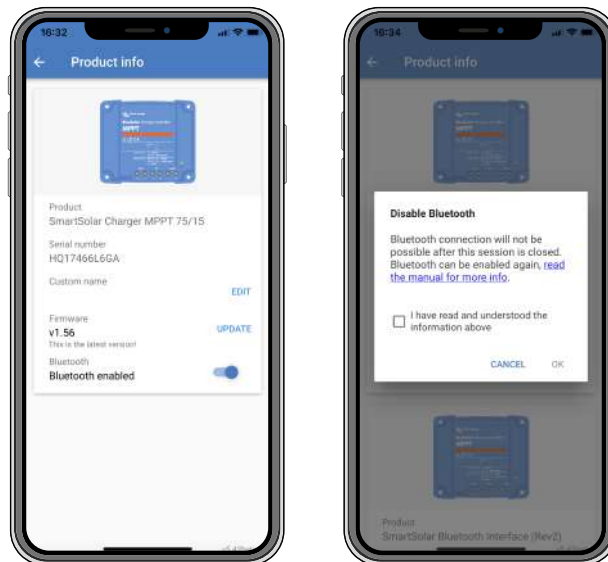 16:32
Product info
MPPT
Product
SmartSolar Charger MPPT 75/15
Serial number
HQ17466L6GA
Custom name
EDIT
Firmware
v1.56
UPDATE
This is the latest version!
Bluetooth
Bluetooth enabled
16:34
Product info
Disable Bluetooth
Bluetooth connection will not be
possible after this session is closed.
Bluetooth can be enabled again, read
the manual for more info.
I have read and understood the
information above
CANCEL
OK
Product
SmartSolar Bluetooth Interface (Rev2)